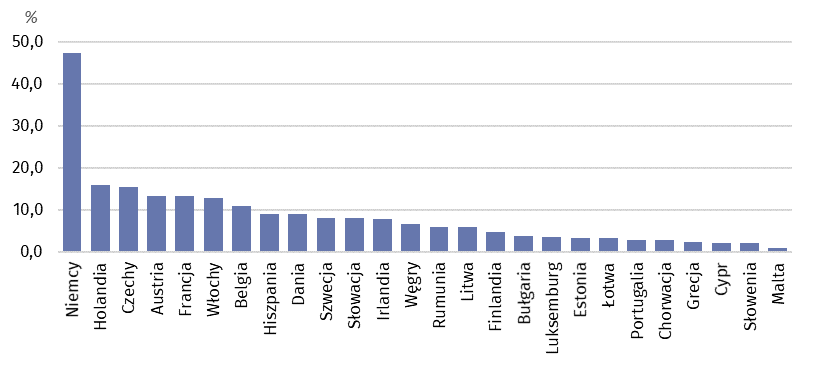 %
50,0
40,0
30,0
20,0
10,0
0,0
Niemcy
Holandia
Czechy
Austria
Francja
Włochy
Belgia
Hiszpania
Dania
Szwecja
Słowacja
Irlandia
Węgry
Rumunia
Litwa
Finlandia
Bułgaria
Luksemburg
Estonia
Łotwa
Portugalia
Chorwacja
Grecja
Cypr
Słowenia
Malta